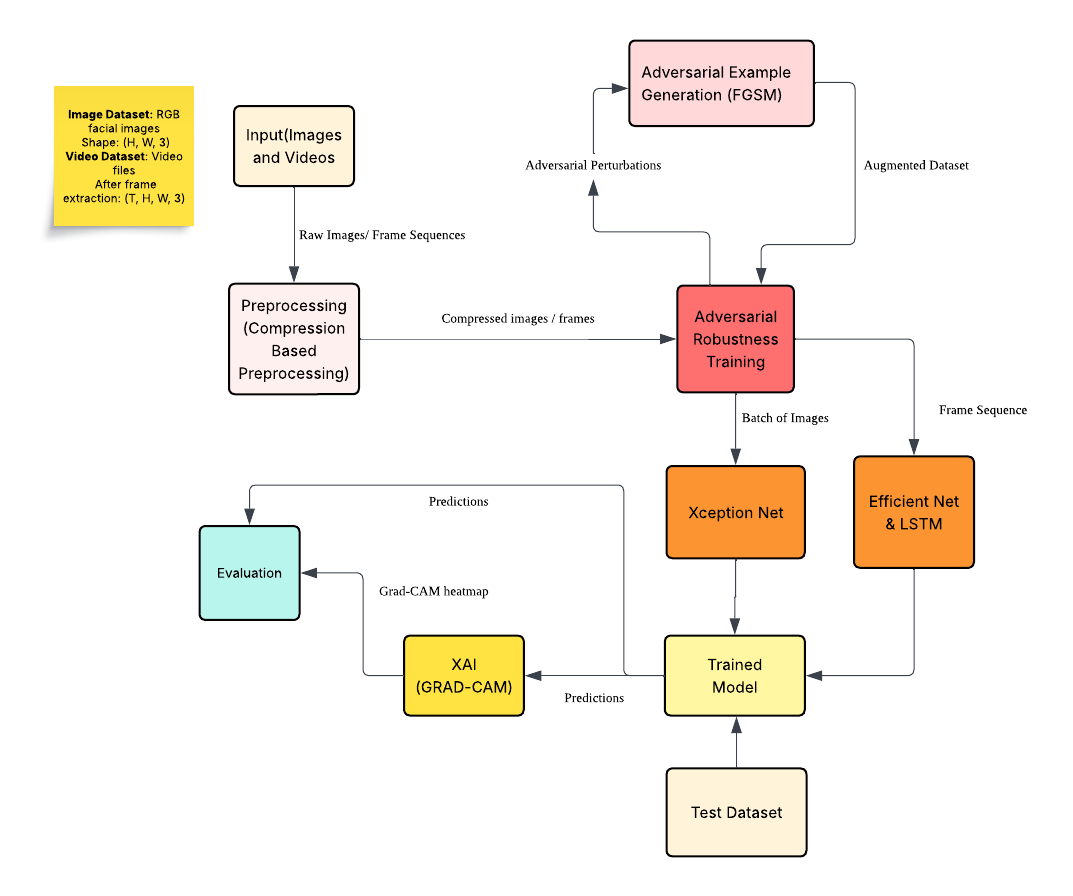 Adversarial Example
Generation (FGSM)
Image Dataset: RGB
facial images
Shape: (H, W, 3)
Video Dataset: Video
files
After frame
extraction: (T, H, W, 3)
Input(Images
and Videos
Adversarial Perturbations
Augmented Dataset
Raw Images/ Frame Sequences
Preprocessing
(Compression
Based
Preprocessing)
Compressed images / frames
Adversarial
Robustness
Training
Batch of Images
Frame Sequence
Xception Net
Efficient Net
& LSTM
Predictions
Evaluation
Grad-CAM heatmap
XAI
(GRAD-CAM)
Predictions
Trained
Model
Test Dataset